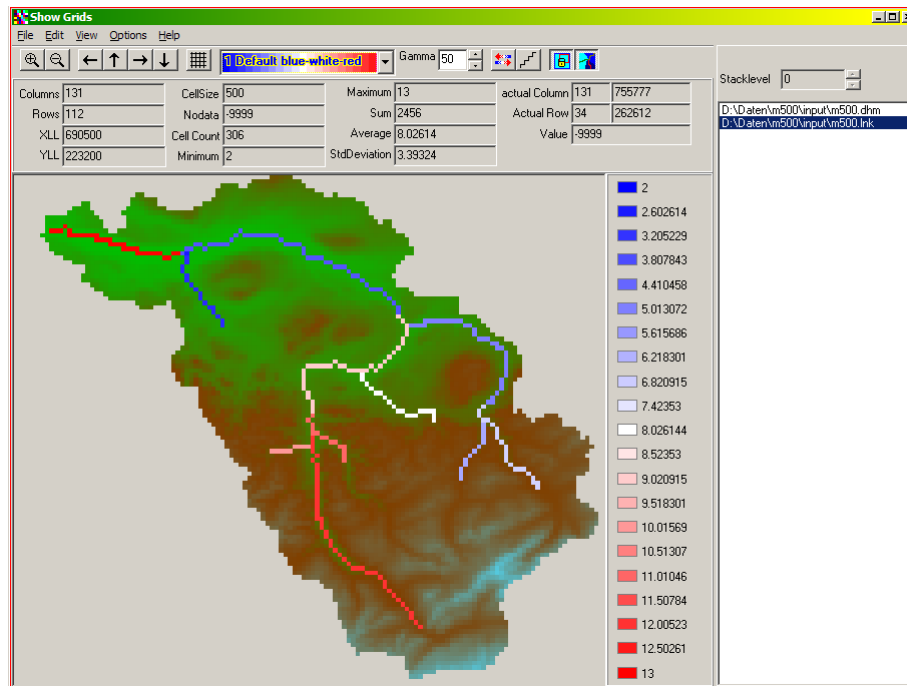 Show Grids
File Edit View Options Help
1 Default blue-white-red Gamma 50
Columns 131 CellSize 500 Maximum 13 actual Column 131 755777
Rows 112 Nodata -9999 Sum 2456 Actual Row 34 262612
XLL 690500 Cell Count 306 Average 8.02614 Value -9999
YLL 223200 Minimum 2 StdDeviation 3.39324
Stacklevel 0
D:\Daten\m500\input\m500.dhm
D:\Daten\m500\input\m500.lnk
2
2.602614
3.205229
3.807843
4.410458
5.013072
5.615686
6.218301
6.820915
7.42353
8.026144
8.52353
9.020915
9.518301
10.01569
10.51307
11.01046
11.50784
12.00523
12.50261
13